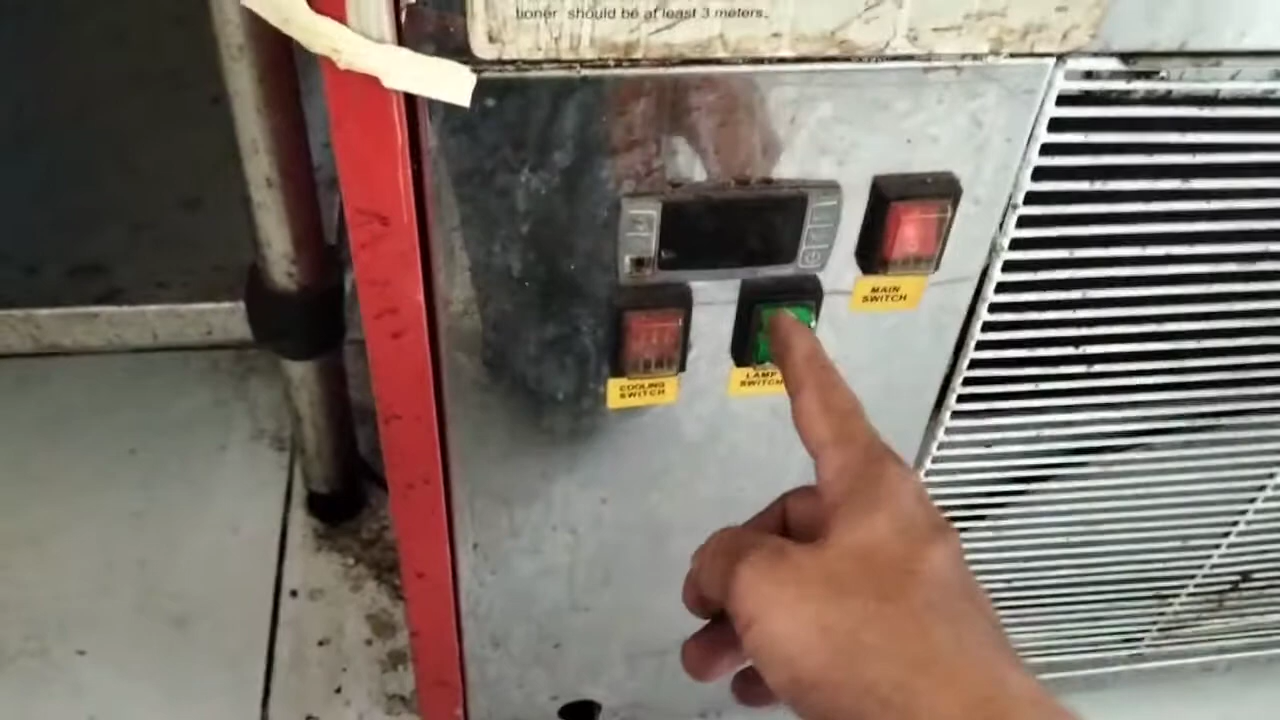 tioner should be at least 3 meters.
MAIN
SWITCH
COOLING
SWITCH
LAMP
SWITCH